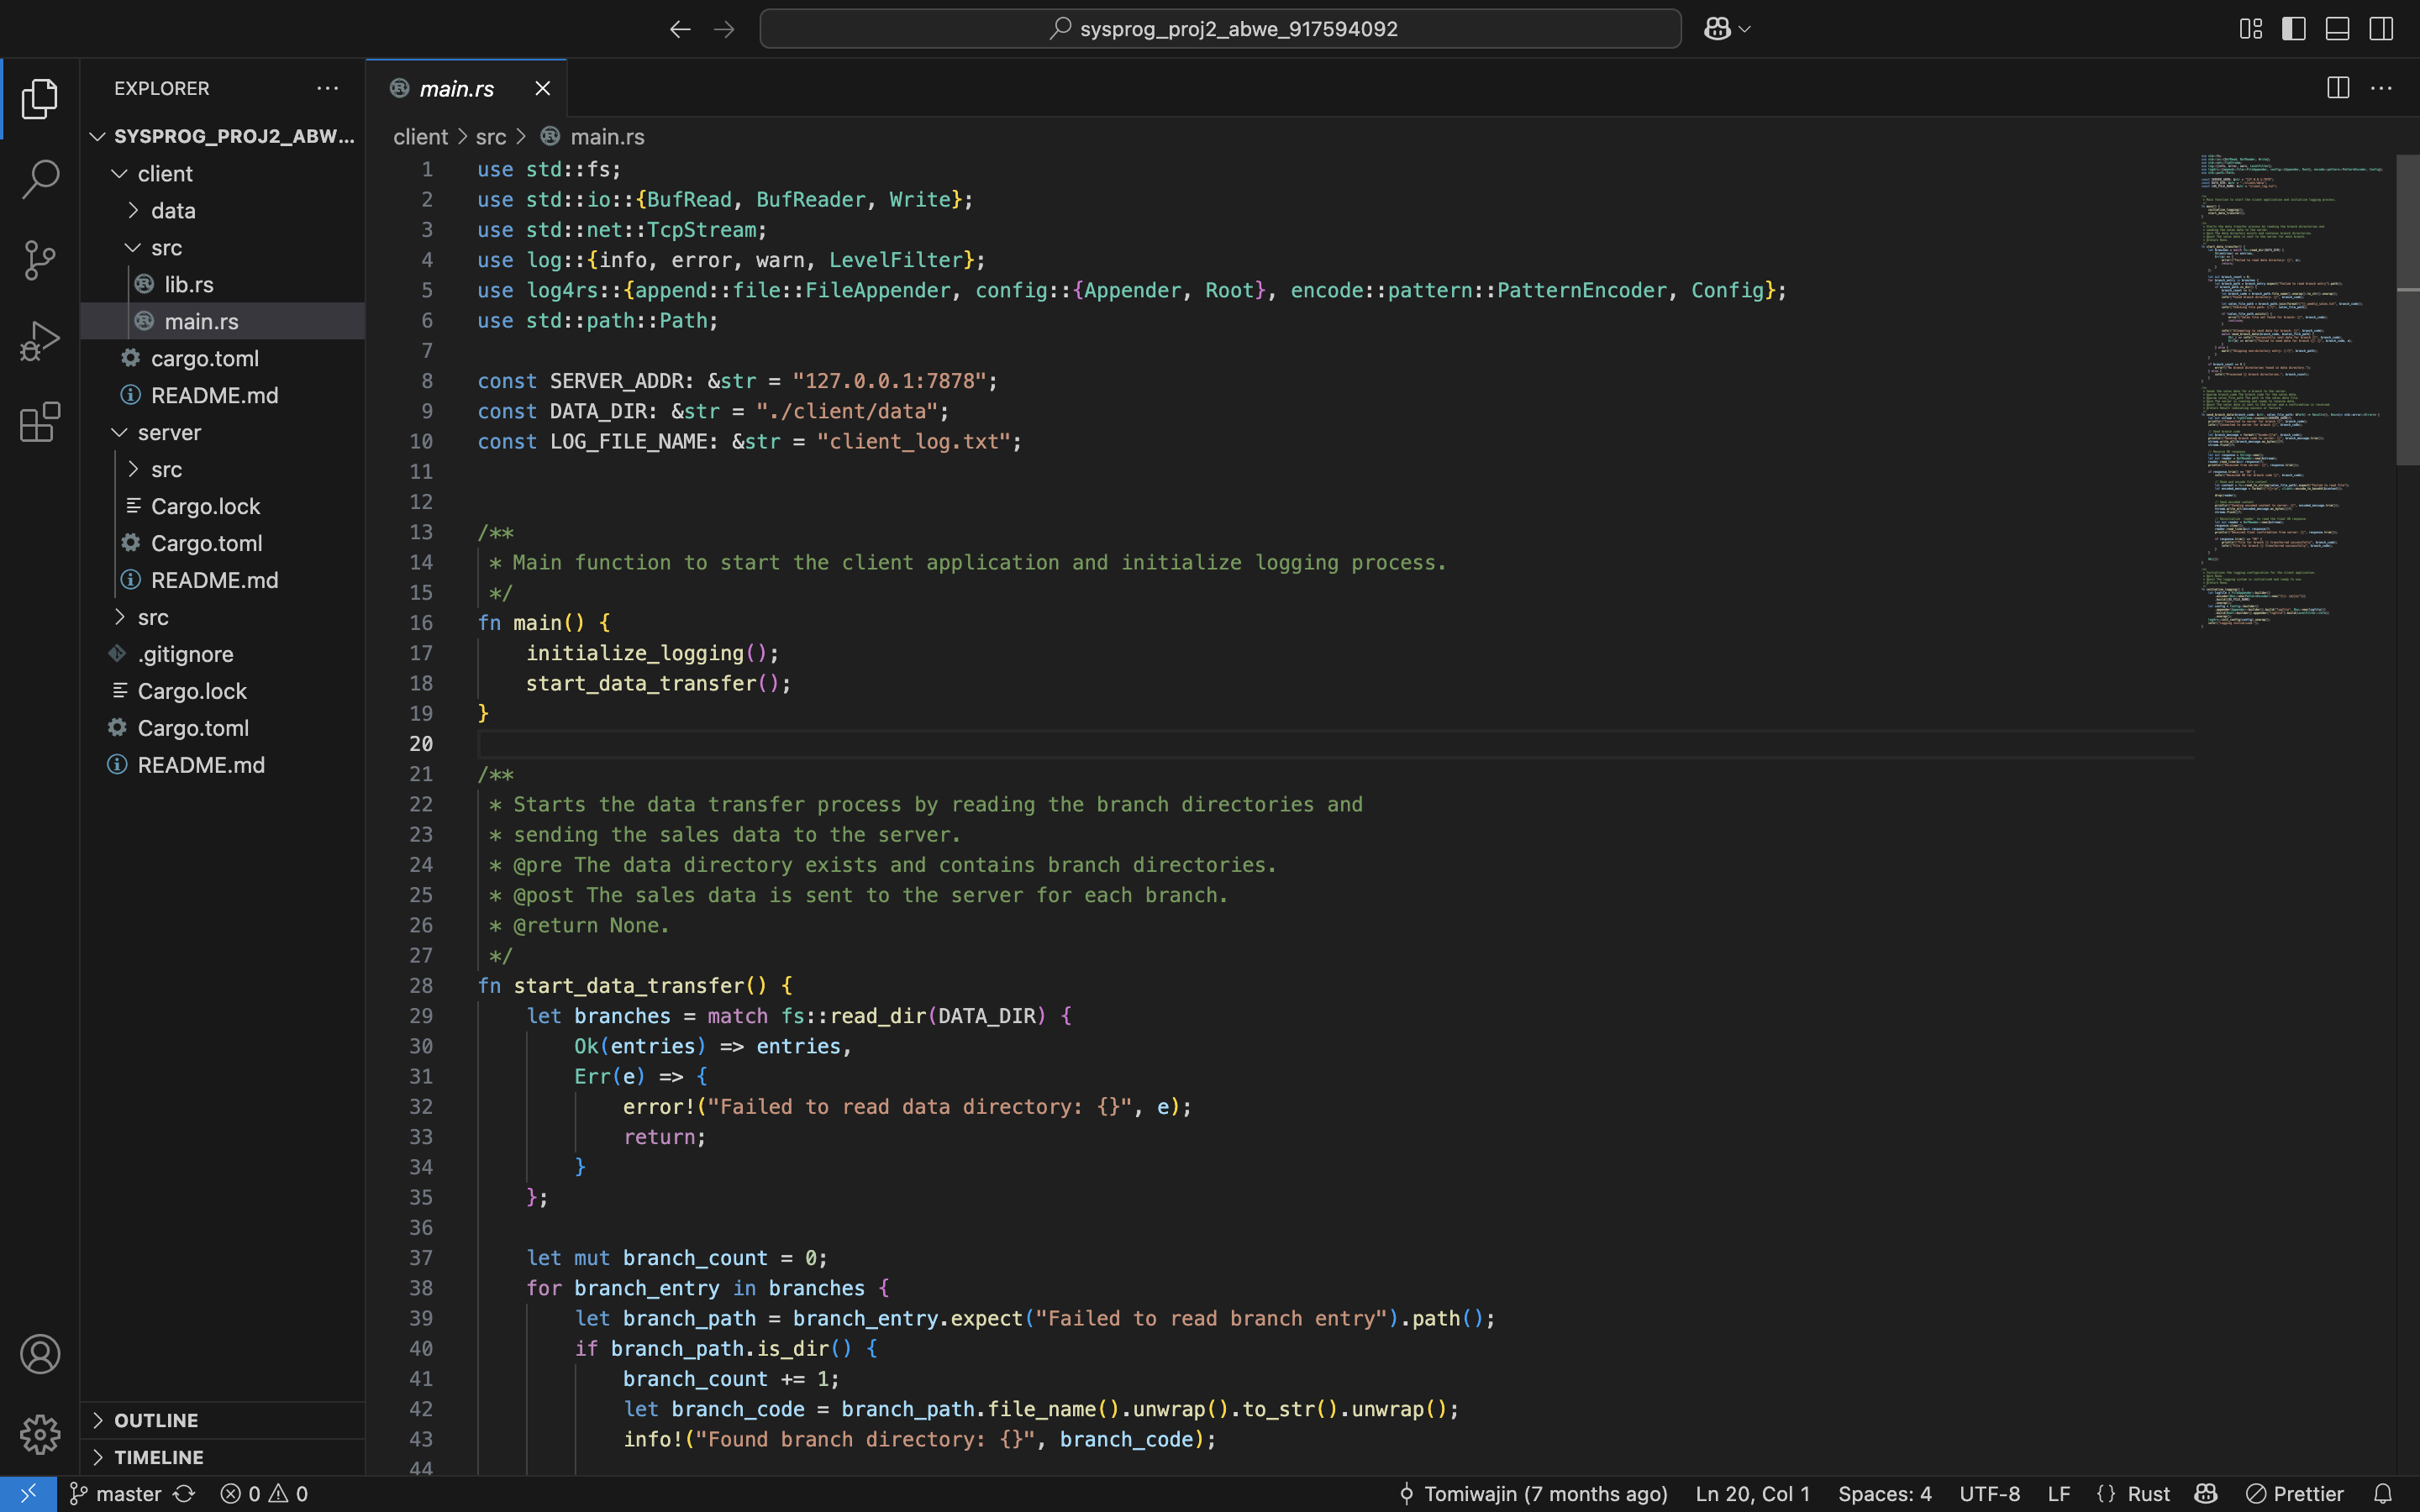 sysprog_proj2_abwe_917594092
EXPLORER
main.rs
SYSPROG_PROJ2_ABW...
client
data
src
lib.rs
main.rs
cargo.toml
README.md
server
src
Cargo.lock
Cargo.toml
README.md
src
.gitignore
Cargo.lock
Cargo.toml
README.md
OUTLINE
TIMELINE
client > src > main.rs
1 use std::fs;
2 use std::io::{BufRead, BufReader, Write};
3 use std::net::TcpStream;
4 use log::{info, error, warn, LevelFilter};
5 use log4rs::{append::file::FileAppender, config::{Appender, Root}, encode::pattern::PatternEncoder, Config};
6 use std::path::Path;
7
8 const SERVER_ADDR: &str = "127.0.0.1:7878";
9 const DATA_DIR: &str = "./client/data";
10 const LOG_FILE_NAME: &str = "client_log.txt";
11
12
13 /**
14 * Main function to start the client application and initialize logging process.
15 */
16 fn main() {
17 initialize_logging();
18 start_data_transfer();
19 }
20
21 /**
22 * Starts the data transfer process by reading the branch directories and
23 * sending the sales data to the server.
24 * @pre The data directory exists and contains branch directories.
25 * @post The sales data is sent to the server for each branch.
26 * @return None.
27 */
28 fn start_data_transfer() {
29 let branches = match fs::read_dir(DATA_DIR) {
30 Ok(entries) => entries,
31 Err(e) => {
32 error!("Failed to read data directory: {}", e);
33 return;
34 }
35 };
36
37 let mut branch_count = 0;
38 for branch_entry in branches {
39 let branch_path = branch_entry.expect("Failed to read branch entry").path();
40 if branch_path.is_dir() {
41 branch_count += 1;
42 let branch_code = branch_path.file_name().unwrap().to_str().unwrap();
43 info!("Found branch directory: {}", branch_code);
44
master 0 0 Tomiwajin (7 months ago) Ln 20, Col 1 Spaces: 4 UTF-8 LF {} Rust Prettier